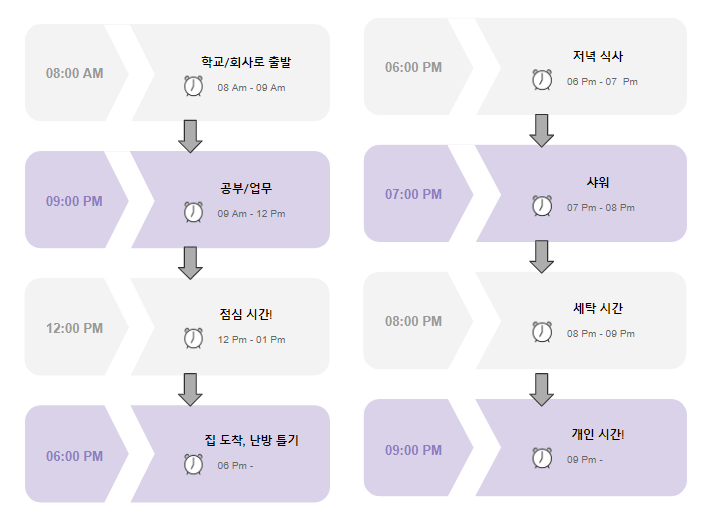 08:00 AM
학교/회사로 출발
08 Am - 09 Am
09:00 PM
공부/업무
09 Am - 12 Pm
12:00 PM
점심 시간!
12 Pm - 01 Pm
06:00 PM
집 도착, 난방 틀기
06 Pm -
06:00 PM
저녁 식사
06 Pm - 07 Pm
07:00 PM
샤워
07 Pm - 08 Pm
08:00 PM
세탁 시간
08 Pm - 09 Pm
09:00 PM
개인 시간!
09 Pm -